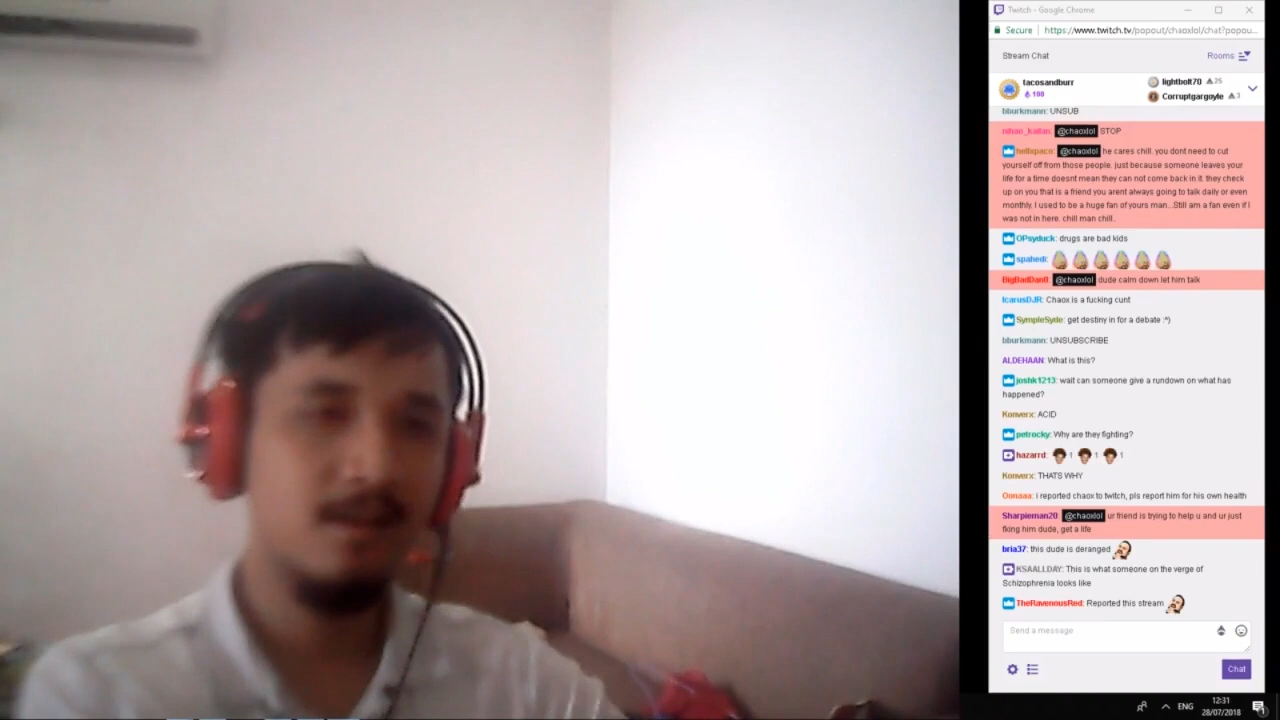 Twitch - Google Chrome
Secure https://www.twitch.tv/popout/chaoxlol/chat?popou...
Stream Chat
Rooms
tacosandburr
100
lightbolt70 25
Corruptgargoyle 3
bburkmann: UNSUB
@chaoxlol STOP
hellxpaco: @chaoxlol he cares chill. you dont need to cut
yourself off from those people. just because someone leaves your
life for a time doesnt mean they can not come back in it. they check
up on you that is a friend you arent always going to talk daily or even
monthly. I used to be a huge fan of yours man...Still am a fan even if I
was not in here. chill man chill.
OPsyduck: drugs are bad kids
spahedi:
BigBadDan0: @chaoxlol dude calm down let him talk
IcarusDJR: Chaox is a fucking cunt
SympleSyde: get destiny in for a debate :^)
bburkmann: UNSUBSCRIBE
ALDEHAAN: What is this?
joshk1213: wait can someone give a rundown on what has
happened?
Konverx: ACID
petrocky: Why are they fighting?
hazarrd: 1 1 1
Konverx: THATS WHY
Oonaaa: i reported chaox to twitch, pls report him for his own health
Sharpieman20: @chaoxlol ur friend is trying to help u and ur just
flking him dude, get a life
bria37: this dude is deranged
KSAALLDAY: This is what someone on the verge of
Schizophrenia looks like
TheRavenousRed: Reported this stream
Send a message
Chat
ENG
12:31
28/07/2018
1